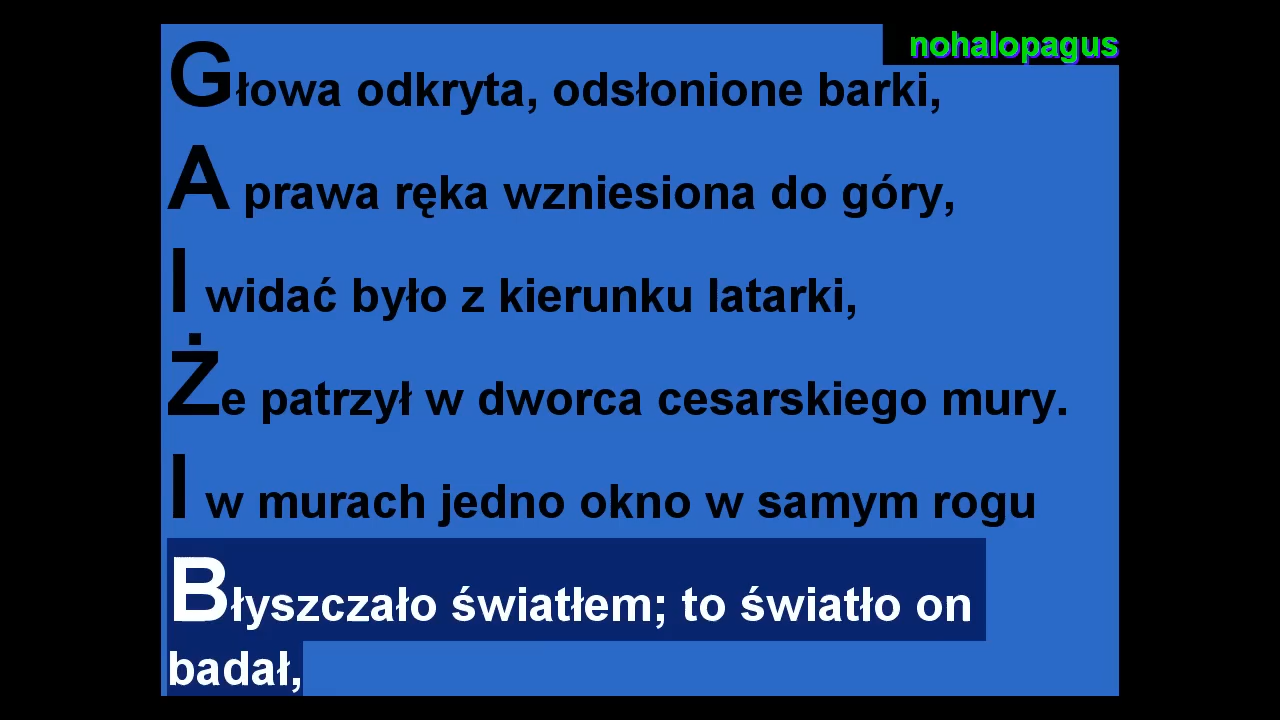 nohalopagus
Głowa odkryta, odsłonione barki,
A prawa ręka wzniesiona do góry,
I widać było z kierunku latarki,
Że patrzył w dworca cesarskiego mury.
I w murach jedno okno w samym rogu
Błyszczało światłem; to światło on
badał,